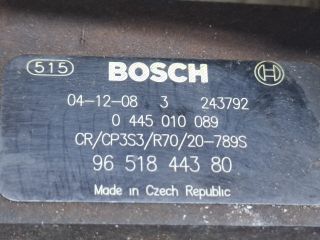 515 BOSCH
04-12-08 3 243792
0 445 010 089
CR/CP3S3/R70/20-789S
96 518 443 80
Made in Czech Republic